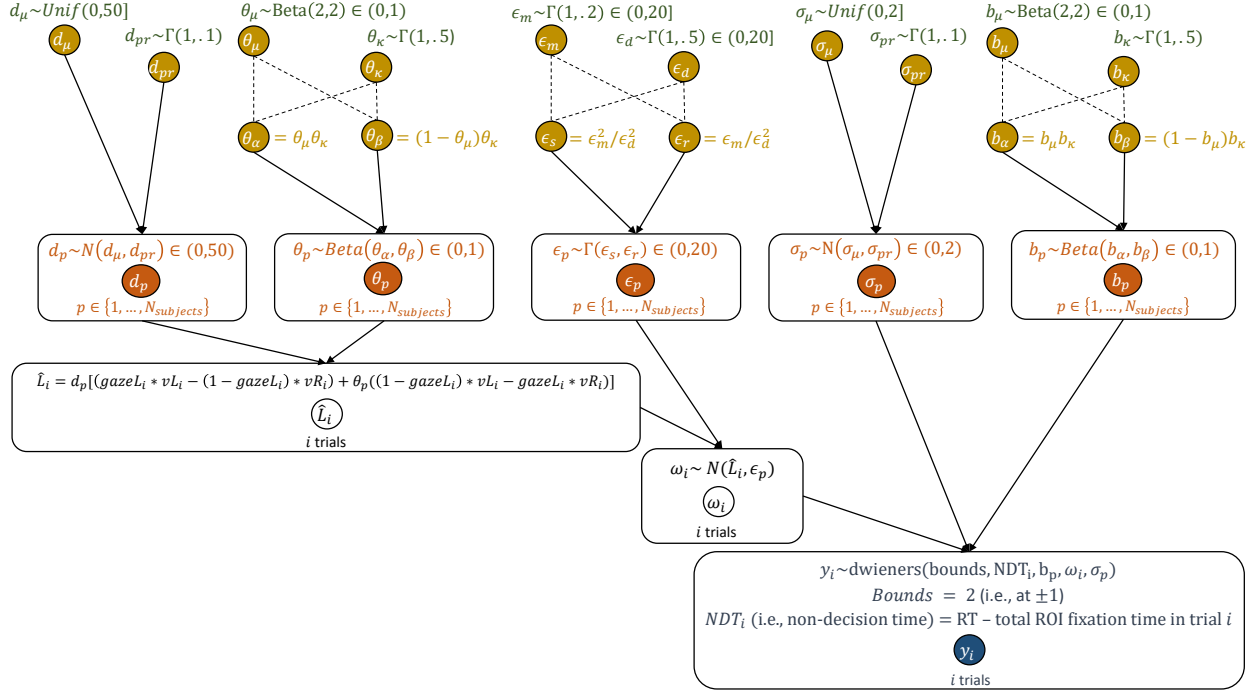 d_μ~Unif(0,50]
θ_μ~Beta(2,2) ∈ (0,1)
ϵ_m~Γ(1,.2) ∈ (0,20]
σ_μ~Unif(0,2]
b_μ~Beta(2,2) ∈ (0,1)
d_pr~Γ(1,.1)
θ_κ~Γ(1,.5)
ϵ_d~Γ(1,.5) ∈ (0,20]
σ_pr~Γ(1,.1)
b_κ~Γ(1,.5)
d_μ
θ_μ
ϵ_m
σ_μ
b_μ
d_pr
θ_κ
ϵ_d
σ_pr
b_κ
θ_α = θ_μθ_κ
θ_β = (1 − θ_μ)θ_κ
ϵ_s = ϵ_m^2/ϵ_d^2
ϵ_r = ϵ_m/ϵ_d^2
b_α = b_μb_κ
b_β = (1 − b_μ)b_κ
d_p~N(d_μ, d_pr) ∈ (0,50)
d_p
p ∈ {1, …, N_subjects}
θ_p~Beta(θ_α, θ_β) ∈ (0,1)
θ_p
p ∈ {1, …, N_subjects}
ϵ_p~Γ(ϵ_s, ϵ_r) ∈ (0,20)
ϵ_p
p ∈ {1, …, N_subjects}
σ_p~N(σ_μ, σ_pr) ∈ (0,2)
σ_p
p ∈ {1, …, N_subjects}
b_p~Beta(b_α, b_β) ∈ (0,1)
b_p
p ∈ {1, …, N_subjects}
L̂_i = d_p[(gazeL_i * vL_i − (1 − gazeL_i) * vR_i) + θ_p((1 − gazeL_i) * vL_i − gazeL_i * vR_i)]
L̂_i
i trials
ω_i~ N(L̂_i, ϵ_p)
ω_i
i trials
y_i~dwieners(bounds, NDT_i, b_p, ω_i, σ_p)
Bounds = 2 (i.e., at ±1)
NDT_i (i.e., non-decision time) = RT – total ROI fixation time in trial i
y_i
i trials